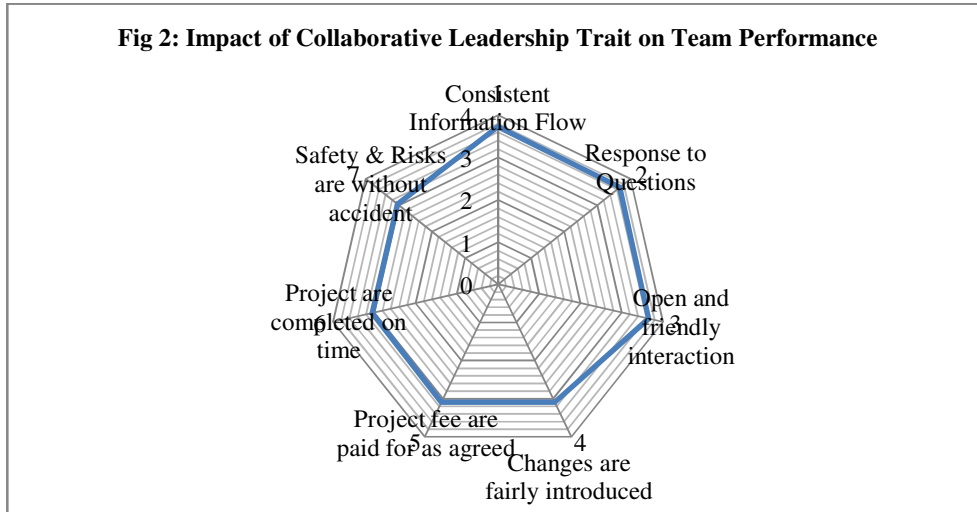 Fig 2: Impact of Collaborative Leadership Trait on Team Performance
1
Consistent
Information Flow
4
3
2
1
0
Response to
Questions
2
Open and
friendly
interaction
3
4
Changes are
fairly introduced
Project fee are
paid for as agreed
5
Project are
completed on
time
6
Safety & Risks
are without
accident
7